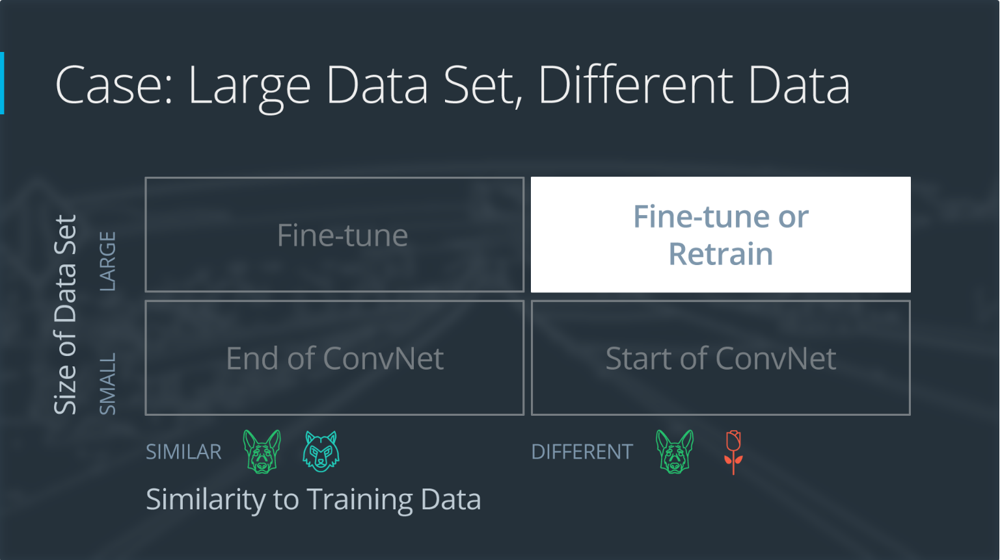 Case: Large Data Set, Different Data
Size of Data Set
LARGE
Fine-tune
Fine-tune or
Retrain
SMALL
End of ConvNet
Start of ConvNet
SIMILAR
DIFFERENT
Similarity to Training Data